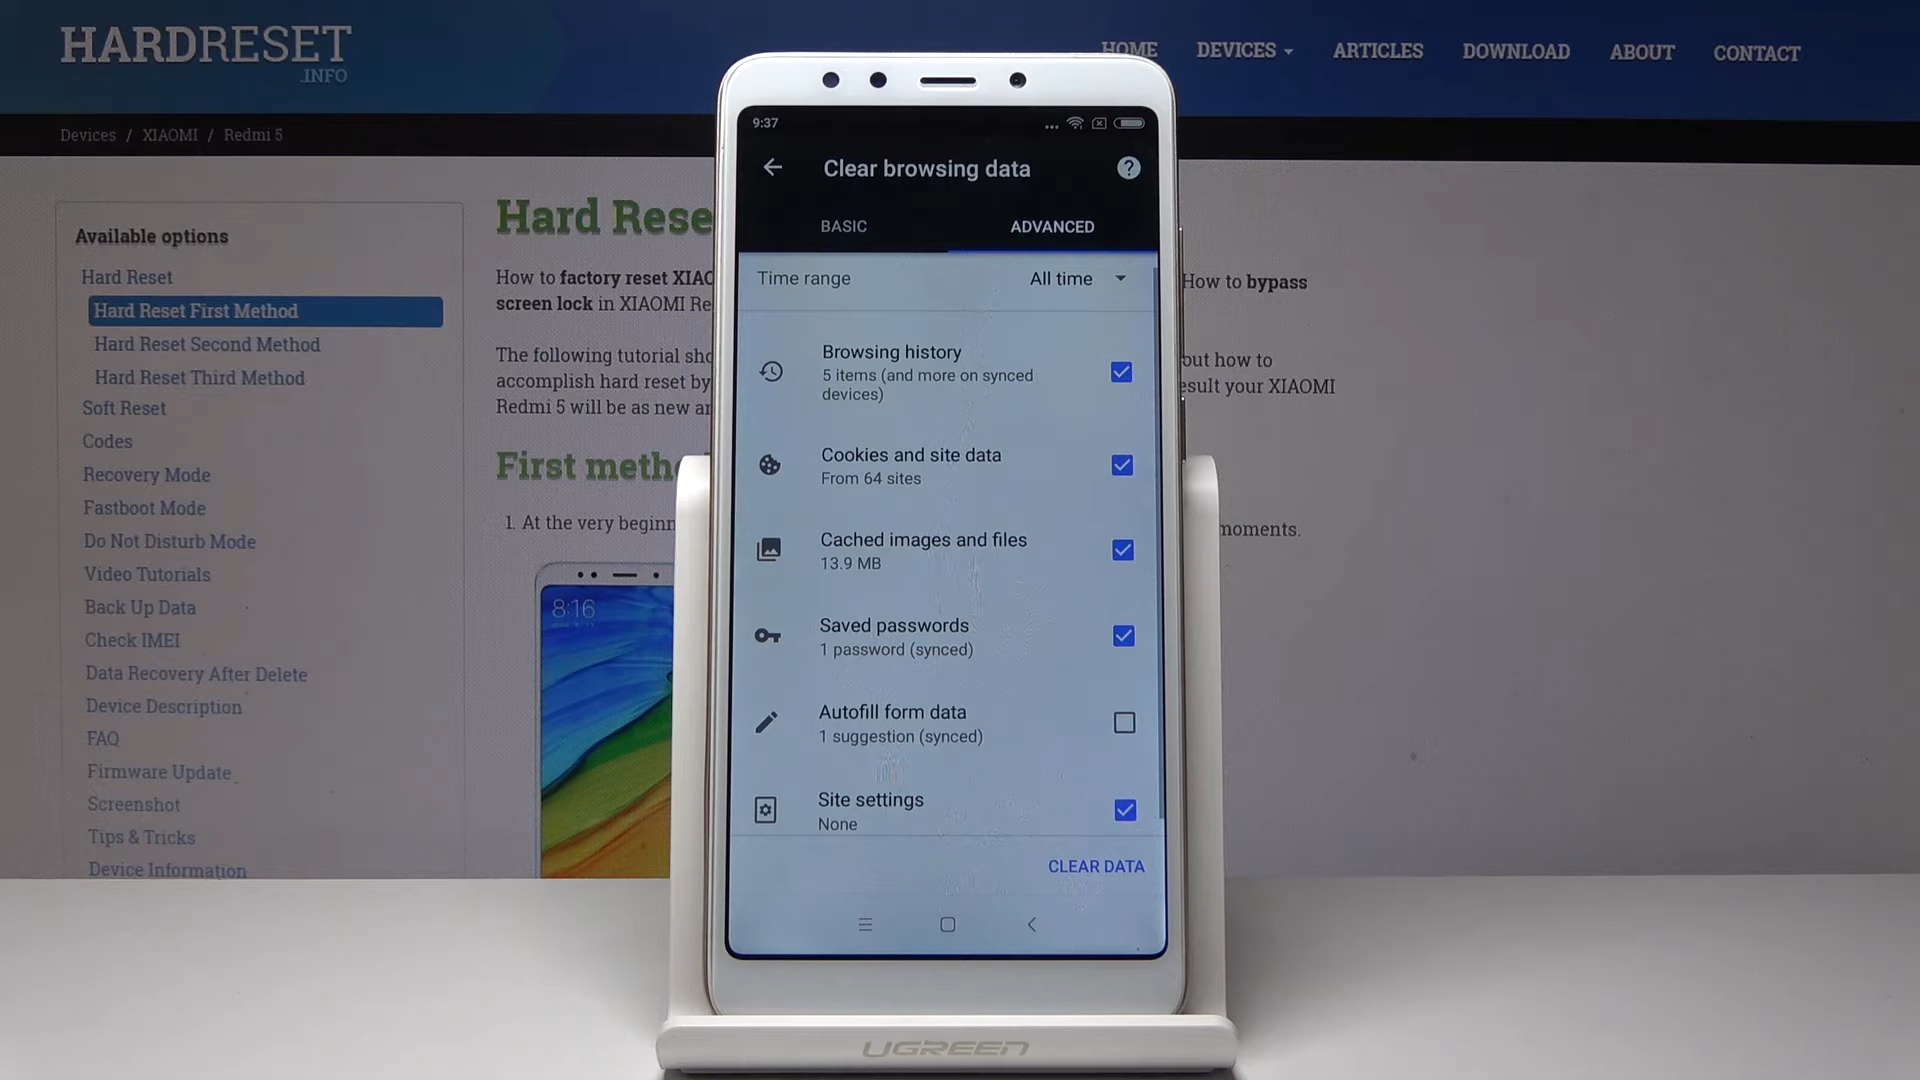 HARDRESET
.INFO
HOME DEVICES ARTICLES DOWNLOAD ABOUT CONTACT
Devices / XIAOMI / Redmi 5
Available options
Hard Reset
Hard Reset First Method
Hard Reset Second Method
Hard Reset Third Method
Soft Reset
Codes
Recovery Mode
Fastboot Mode
Do Not Disturb Mode
Video Tutorials
Back Up Data
Check IMEI
Data Recovery After Delete
Device Description
FAQ
Firmware Update
Screenshot
Tips & Tricks
Device Information
Hard Rese
How to factory reset XIAO
How to bypass
screen lock in XIAOMI Re
The following tutorial sho
out how to
accomplish hard reset by
esult your XIAOMI
Redmi 5 will be as new an
First metho
1. At the very beginn
moments.
8:16
9:37
Clear browsing data ?
BASIC ADVANCED
Time range All time
Browsing history
5 items (and more on synced
devices)
Cookies and site data
From 64 sites
Cached images and files
13.9 MB
Saved passwords
1 password (synced)
Autofill form data
1 suggestion (synced)
Site settings
None
CLEAR DATA
UGREEN